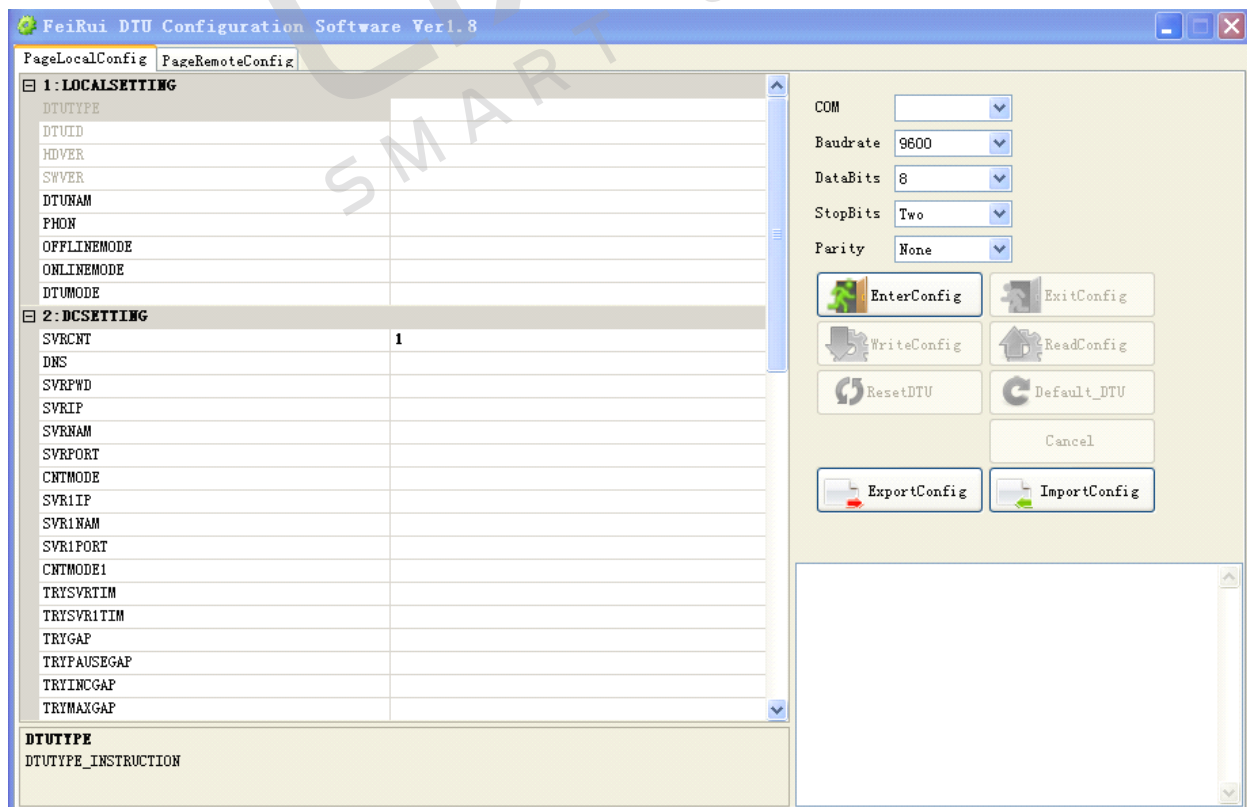 FeiRui DTU Configuration Software Ver1.8
PageLocalConfig PageRemoteConfig
1:LOCALSETTING
DTUTYPE
DTUID
HDVER
SWVER
DTUNAM
PHON
OFFLINEMODE
ONLINEMODE
DTUMODE
2:DCSETTING
SVRCNT 1
DNS
SVRPWD
SVRIP
SVRNAM
SVRPORT
CNTMODE
SVR1IP
SVR1NAM
SVR1PORT
CNTMODE1
TRYSVRTIM
TRYSVR1TIM
TRYGAP
TRYPAUSEGAP
TRYINCGAP
TRYMAXGAP
DTUTYPE
DTUTYPE_INSTRUCTION
COM
Baudrate 9600
DataBits 8
StopBits Two
Parity None
EnterConfig ExitConfig
WriteConfig ReadConfig
ResetDTU Default_DTU
Cancel
ExportConfig ImportConfig
SMART